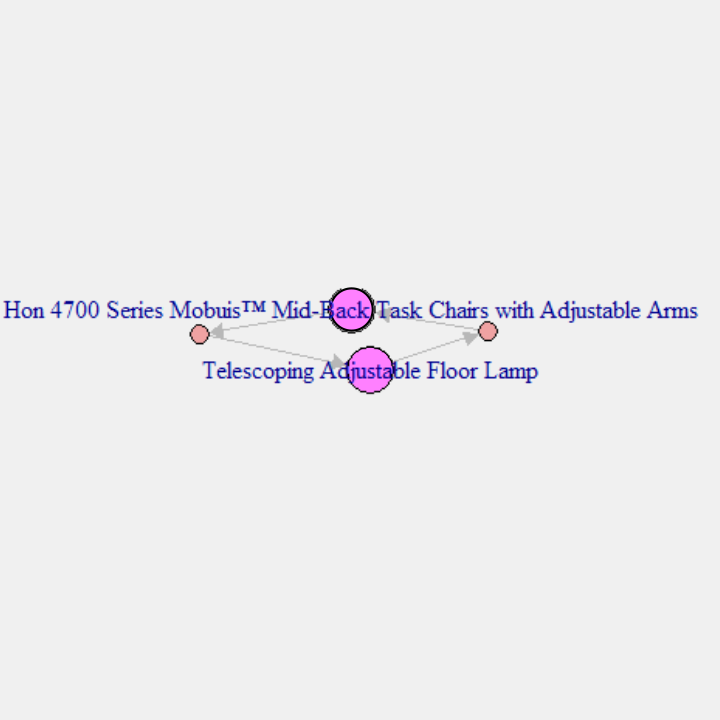 Hon 4700 Series Mobuis™ Mid-Back Task Chairs with Adjustable Arms
Telescoping Adjustable Floor Lamp